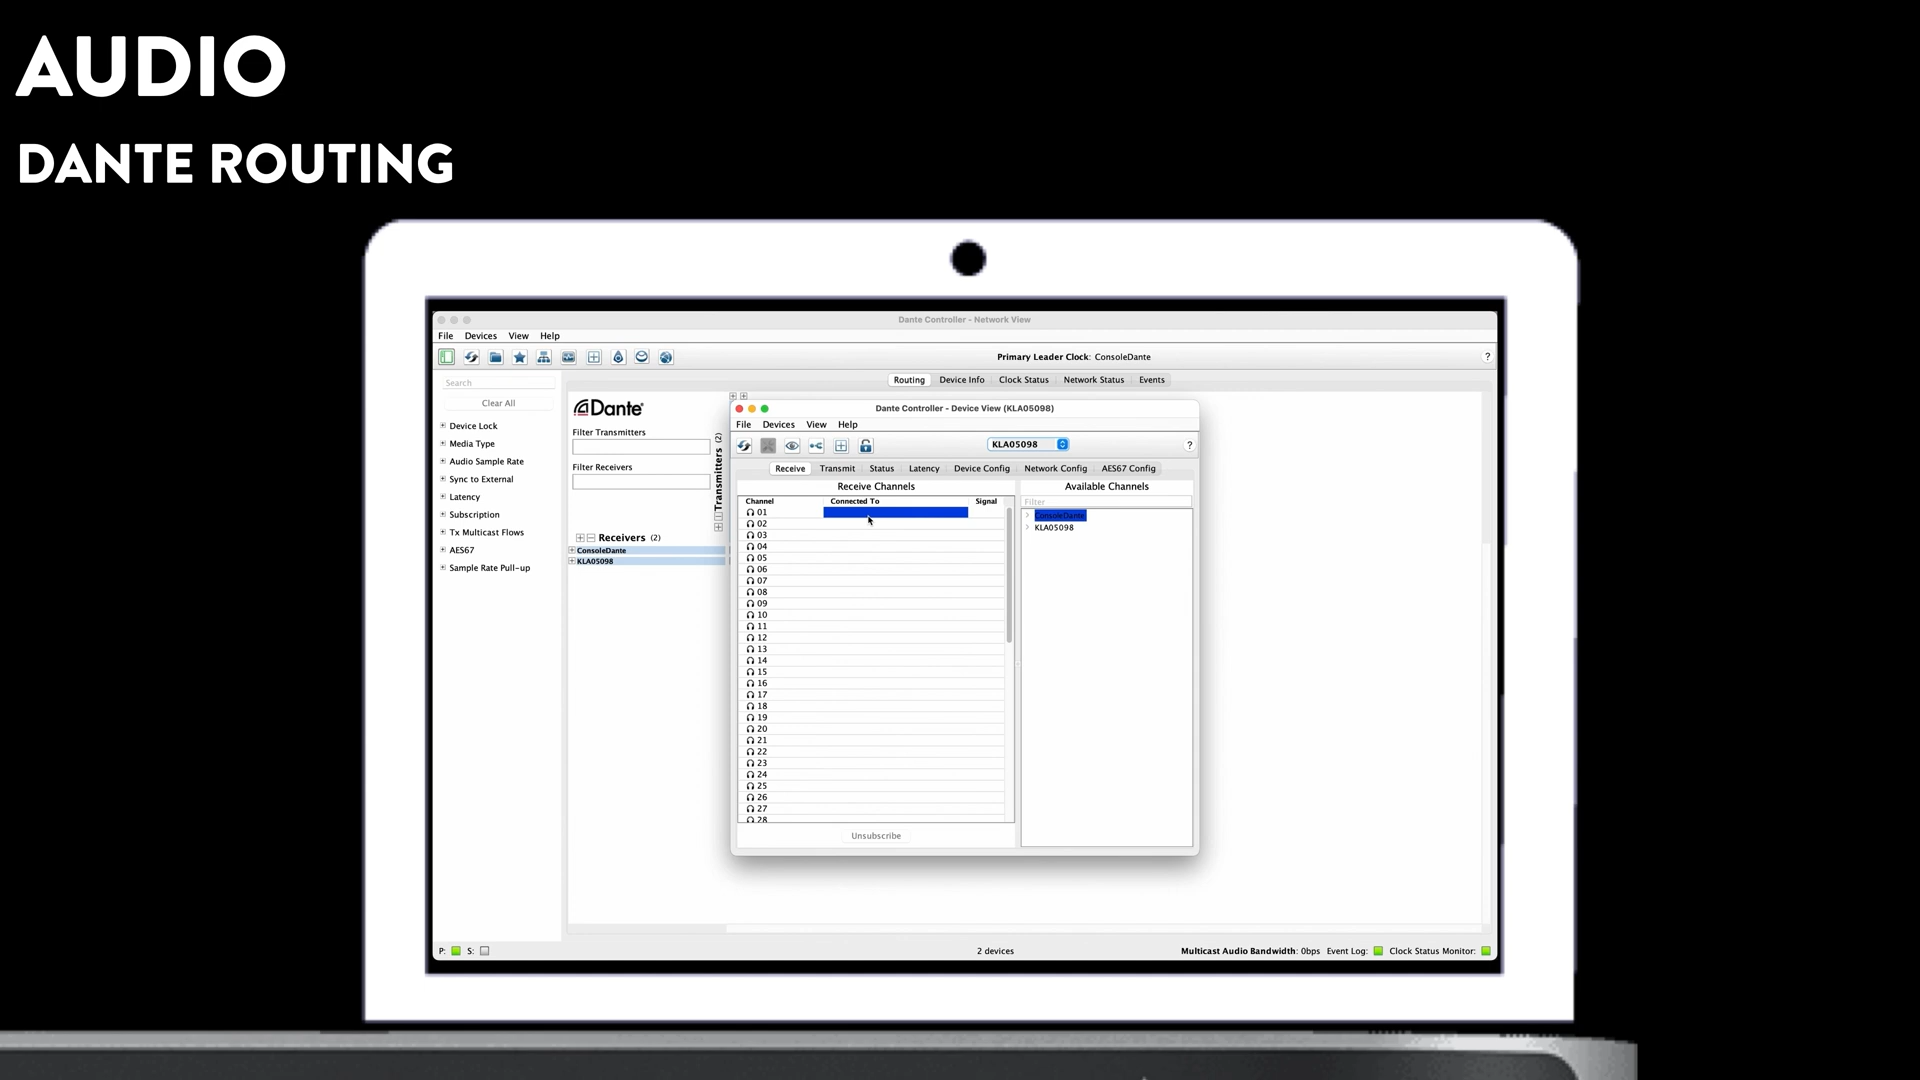 AUDIO
DANTE ROUTING
Dante Controller - Network View
File Devices View Help
Primary Leader Clock: ConsoleDante
?
Search
Clear All
Device Lock
Media Type
Audio Sample Rate
Sync to External
Latency
Subscription
Tx Multicast Flows
AES67
Sample Rate Pull-up
Routing Device Info Clock Status Network Status Events
Dante
Filter Transmitters
Filter Receivers
Transmitters (2)
Receivers (2)
ConsoleDante
KLA05098
Dante Controller - Device View (KLA05098)
File Devices View Help
KLA05098
?
Receive Transmit Status Latency Device Config Network Config AES67 Config
Receive Channels
Channel Connected To Signal
01
02
03
04
05
06
07
08
09
10
11
12
13
14
15
16
17
18
19
20
21
22
23
24
25
26
27
28
Unsubscribe
Available Channels
Filter
ConsoleDante
KLA05098
P: S:
2 devices
Multicast Audio Bandwidth: 0bps Event Log: Clock Status Monitor: